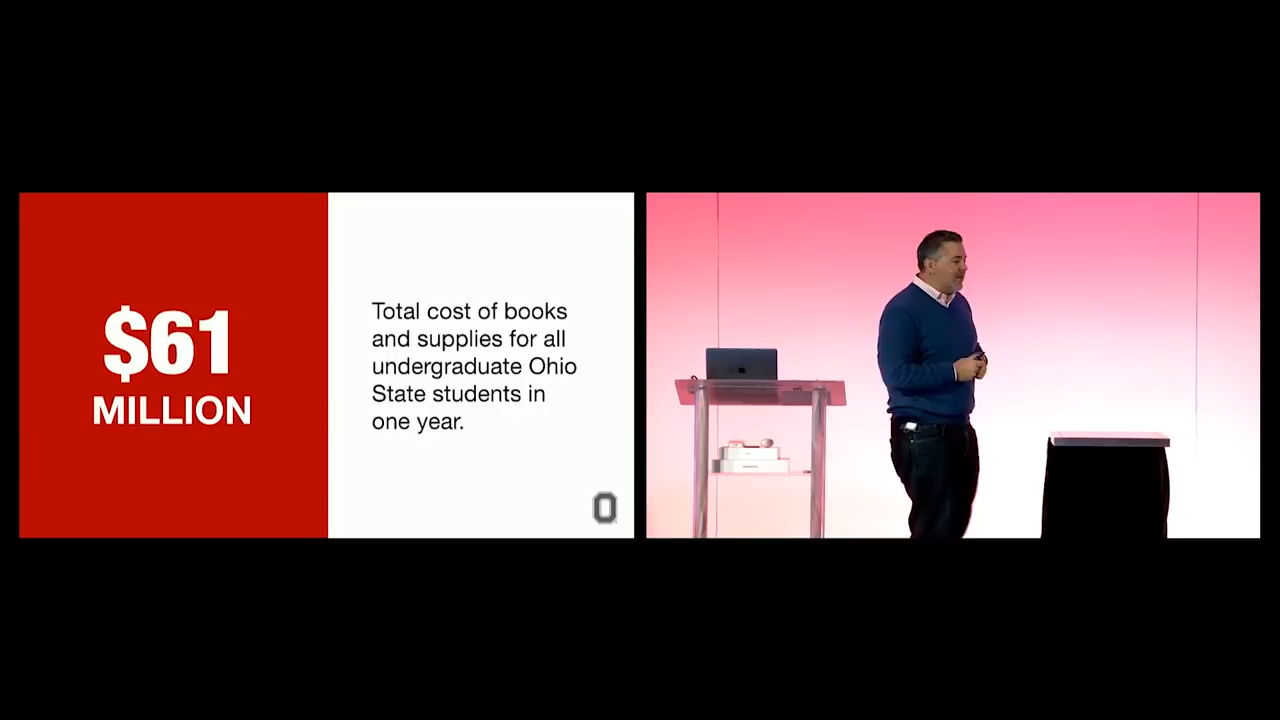 $61
MILLION
Total cost of books
and supplies for all
undergraduate Ohio
State students in
one year.
O